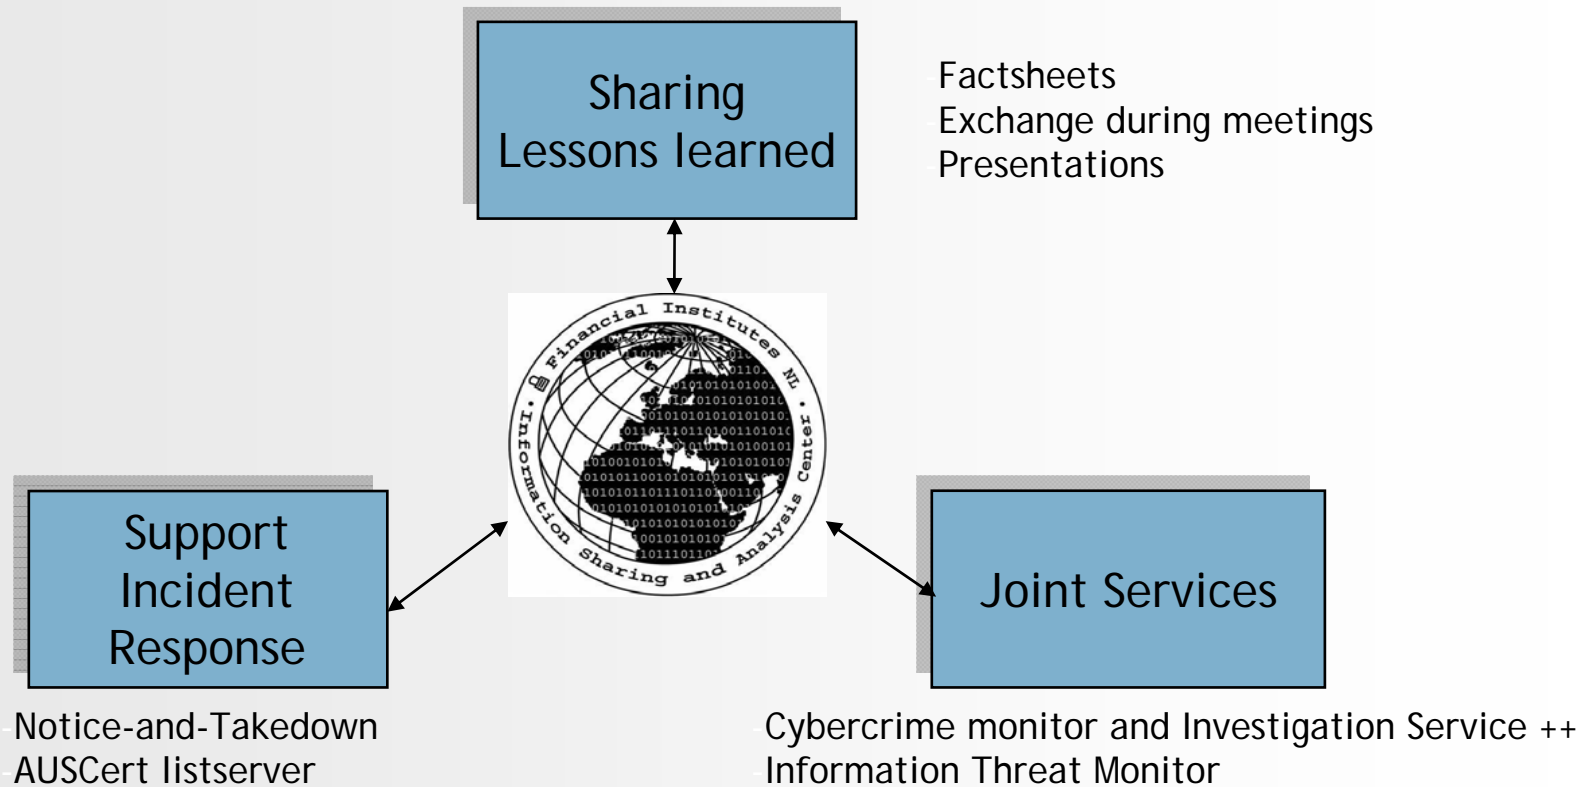 Sharing
Lessons learned
-Factsheets
-Exchange during meetings
-Presentations
Financial Institutes NL
Information Sharing and Analysis Center
Support
Incident
Response
Joint Services
-Notice-and-Takedown
-AUSCert listserver
-Cybercrime monitor and Investigation Service ++
-Information Threat Monitor